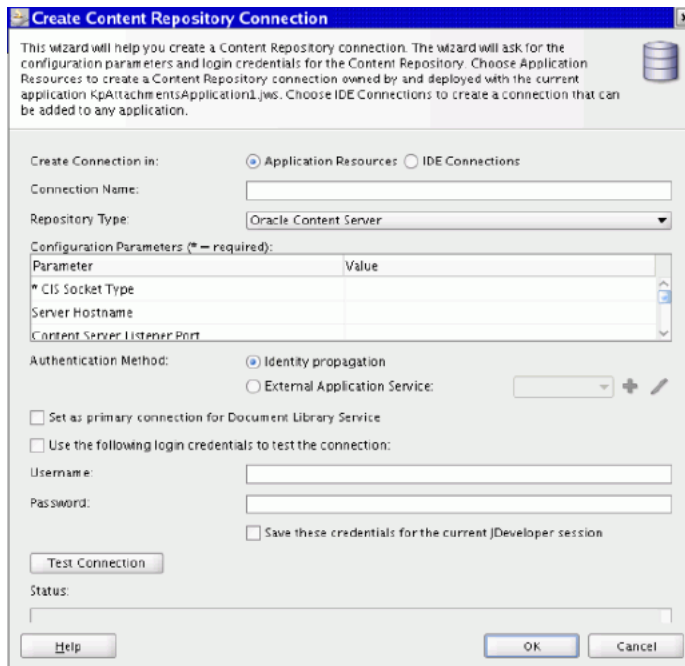 Create Content Repository Connection
This wizard will help you create a Content Repository connection. The wizard will ask for the
configuration parameters and login credentials for the Content Repository. Choose Application
Resources to create a Content Repository connection owned by and deployed with the current
application KpAttachmentsApplication1.jws. Choose IDE Connections to create a connection that can
be added to any application.
Create Connection in: Application Resources IDE Connections
Connection Name:
Repository Type: Oracle Content Server
Configuration Parameters (* = required):
Parameter Value
* CIS Socket Type
Server Hostname
Content Server Listener Port
Authentication Method: Identity propagation
External Application Service:
Set as primary connection for Document Library Service
Use the following login credentials to test the connection:
Username:
Password:
Save these credentials for the current JDeveloper session
Test Connection
Status:
Help OK Cancel